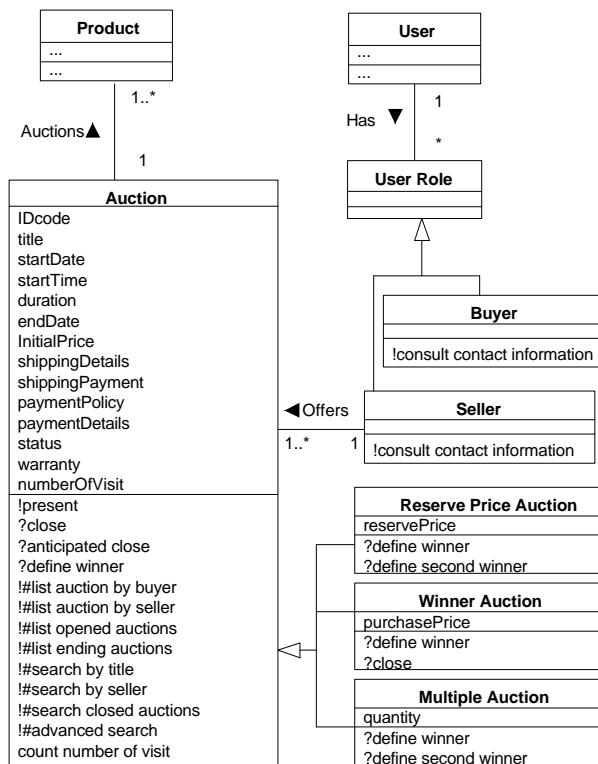 Product
...
...
1..*
Auctions
1
User
...
...
1
Has
*
User Role
Auction
IDcode
title
startDate
startTime
duration
endDate
InitialPrice
shippingDetails
shippingPayment
paymentPolicy
paymentDetails
status
warranty
numberOfVisit
!present
?close
?anticipated close
?define winner
!#list auction by buyer
!#list auction by seller
!#list opened auctions
!#list ending auctions
!#search by title
!#search by seller
!#search closed auctions
!#advanced search
count number of visit
Buyer
!consult contact information
Offers
1..*
1
Seller
!consult contact information
Reserve Price Auction
reservePrice
?define winner
?define second winner
Winner Auction
purchasePrice
?define winner
?close
Multiple Auction
quantity
?define winner
?define second winner